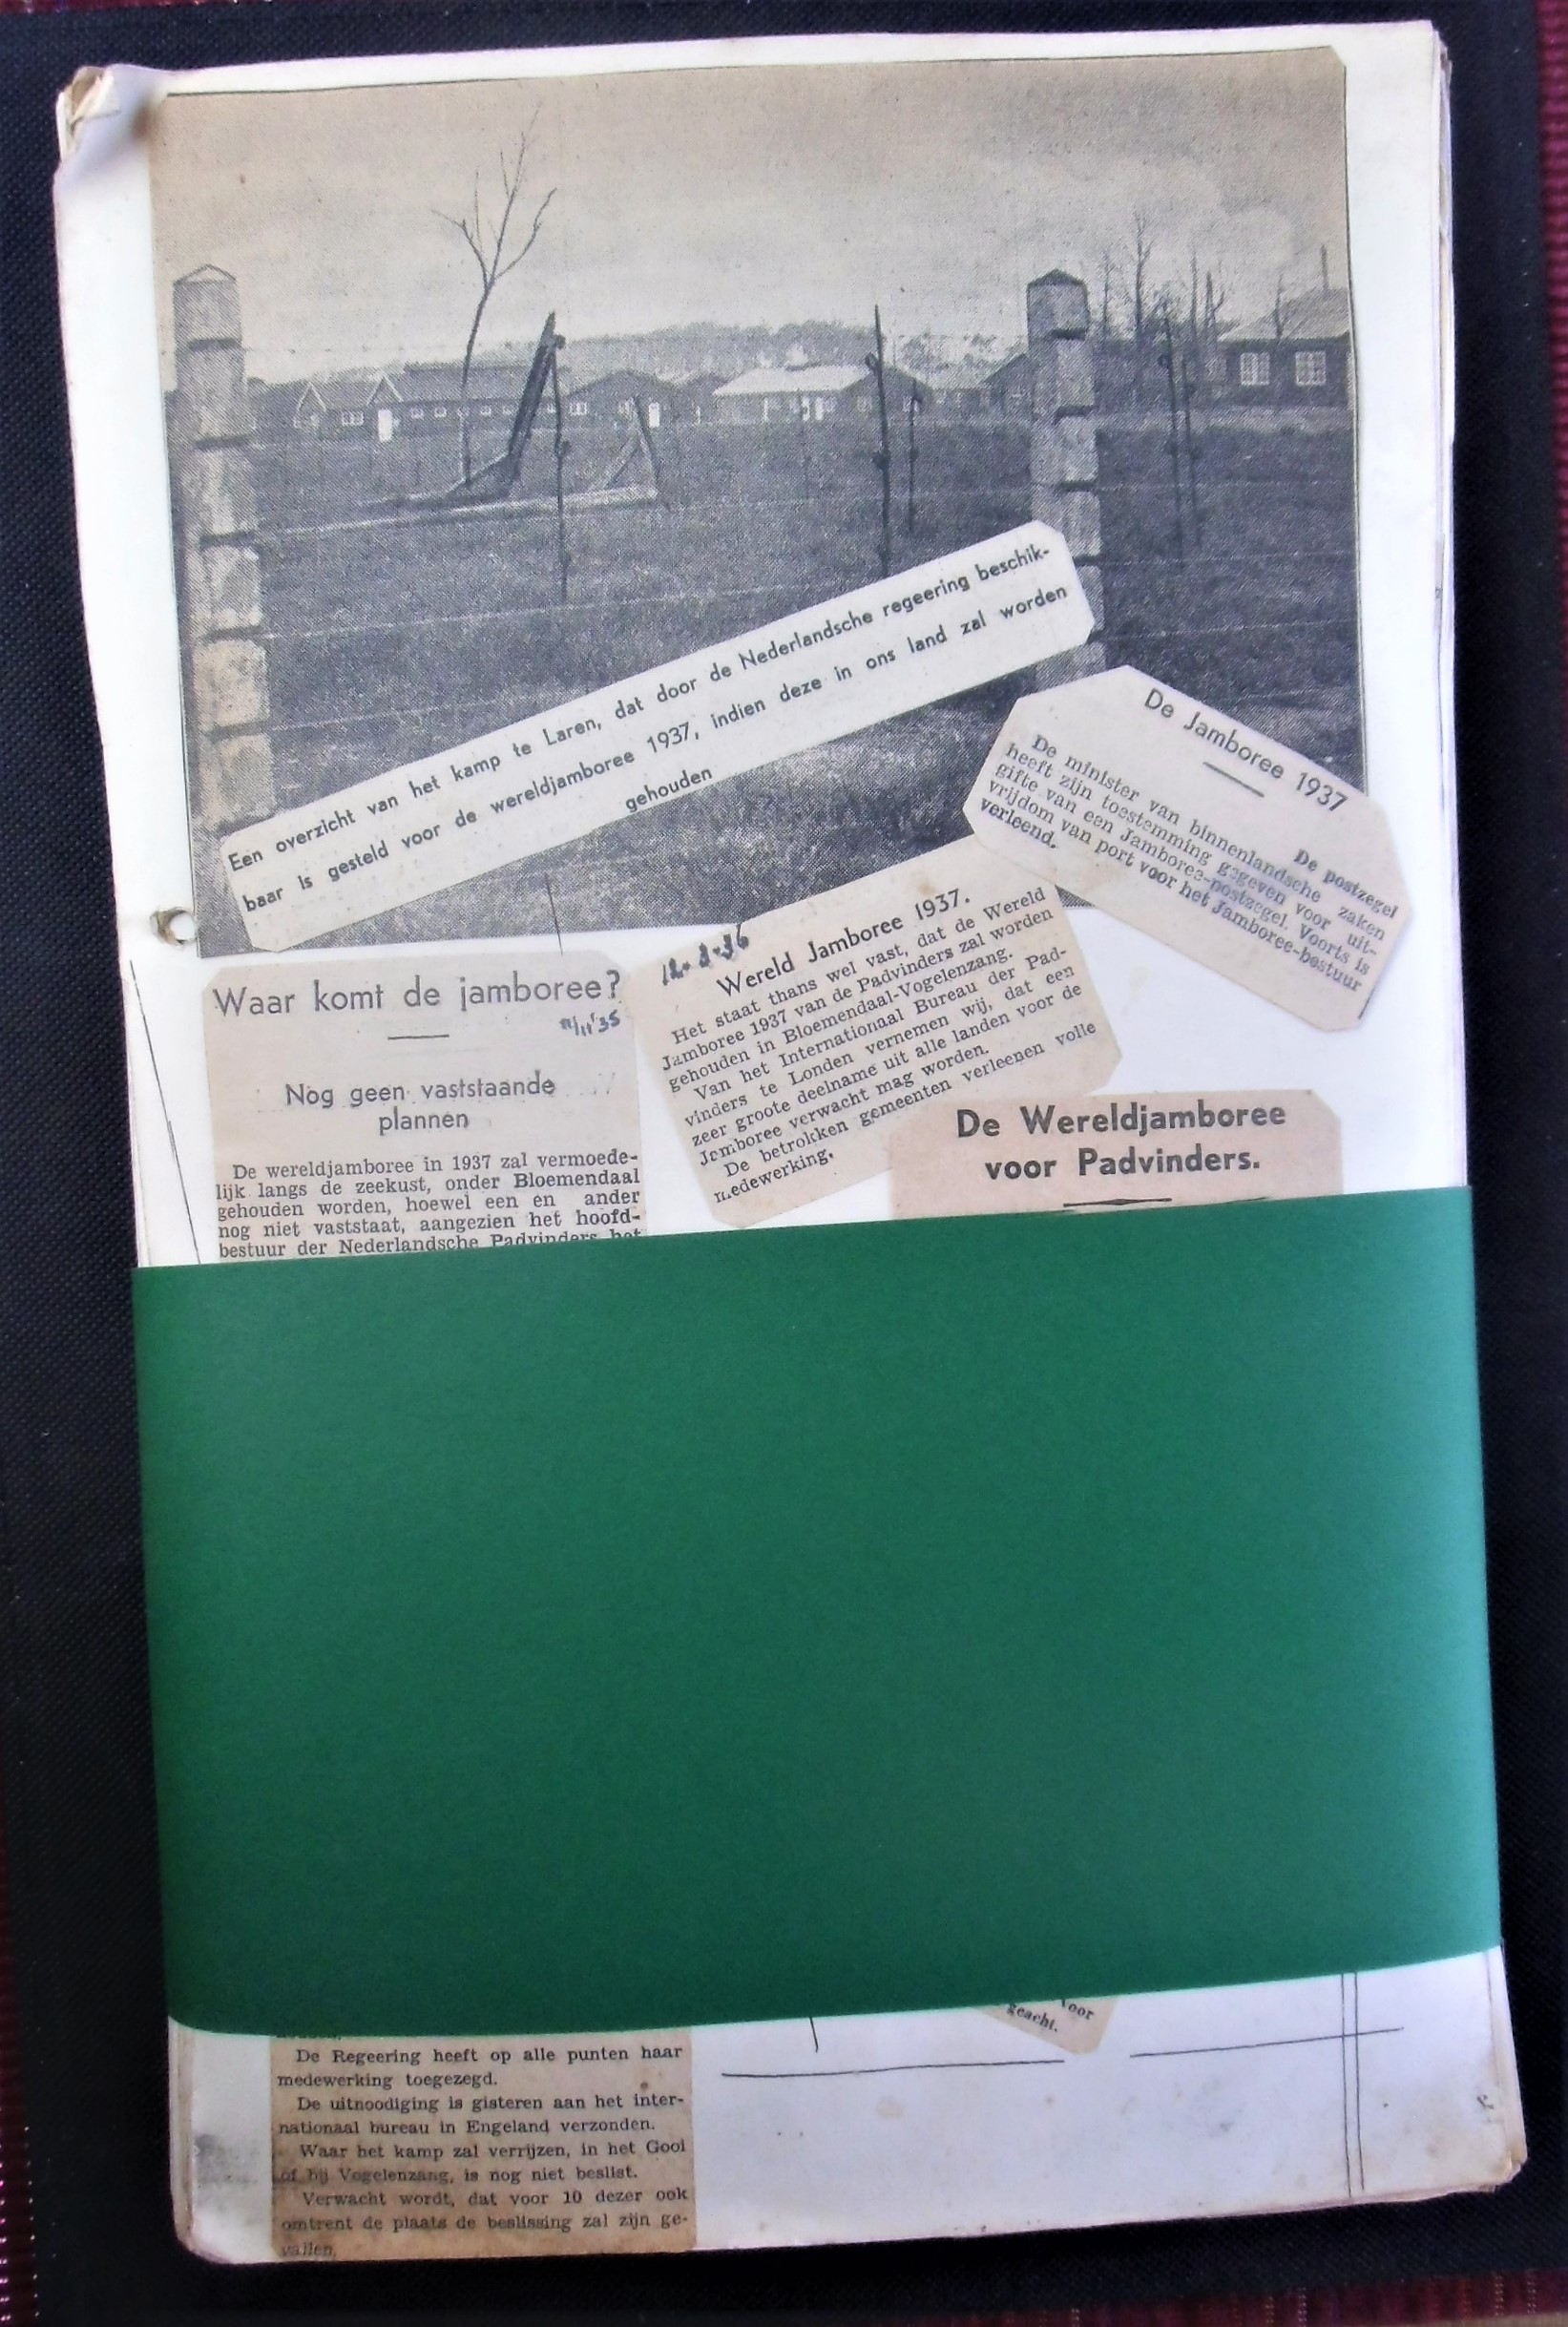 Een overzicht van het kamp te Laren, dat door de Nederlandsche regeering beschik-
baar is gesteld voor de wereldjamboree 1937, indien deze in ons land zal worden
gehouden
De Jamboree 1937
De postzegel
De minister van binnenlandsche zaken
heeft zijn toestemming gegeven voor uit-
gifte van een Jamboree-postzegel. Voorts is
vrijdom van port voor het Jamboree-bestuur
verleend.
Waar komt de jamboree?
Nog geen vaststaande
plannen
De wereldjamboree in 1937 zal vermoede-
lijk langs de zeekust, onder Bloemendaal
gehouden worden, hoewel een en ander
nog niet vaststaat, aangezien het hoofd-
bestuur der Nederlandsche Padvinders het
Wereld Jamboree 1937.
Het staat thans wel vast, dat de Wereld
Jamboree 1937 van de Padvinders zal worden
gehouden in Bloemendaal-Vogelenzang.
Van het Internationaal Bureau der Pad-
vinders te Londen vernemen wij, dat een
zeer groote deelname uit alle landen voor de
Jamboree verwacht mag worden.
De betrokken gemeenten verleenen volle
medewerking.
De Wereldjamboree
voor Padvinders.
voor
geacht.
De Regeering heeft op alle punten haar
medewerking toegezegd.
De uitnoodiging is gisteren aan het inter-
nationaal bureau in Engeland verzonden.
Waar het kamp zal verrijzen, in het Gooi
of bij Vogelenzang, is nog niet beslist.
Verwacht wordt, dat voor 10 dezer ook
omtrent de plaats de beslissing zal zijn ge-
vallen.